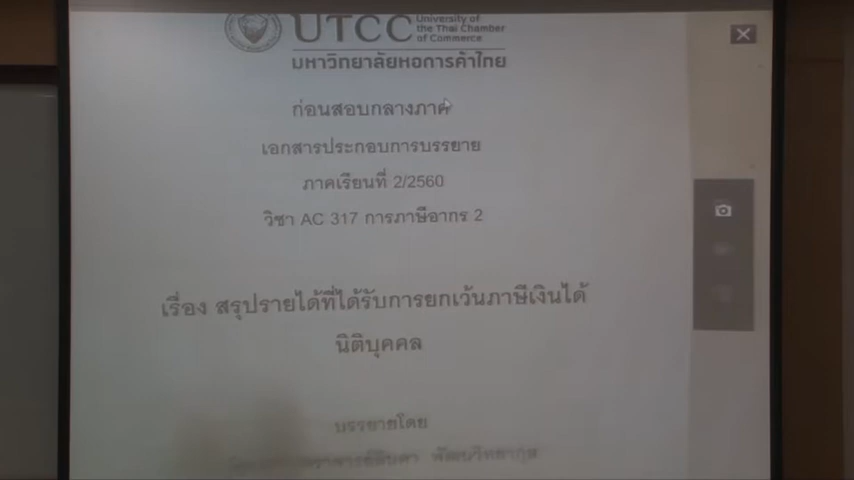 UTCC University of
the Thai Chamber
of Commerce
มหาวิทยาลัยหอการค้าไทย
ก่อนสอบกลางภาค
เอกสารประกอบการบรรยาย
ภาคเรียนที่ 2/2560
วิชา AC 317 การภาษีอากร 2
เรื่อง สรุปรายได้ที่ได้รับการยกเว้นภาษีเงินได้
นิติบุคคล
บรรยายโดย